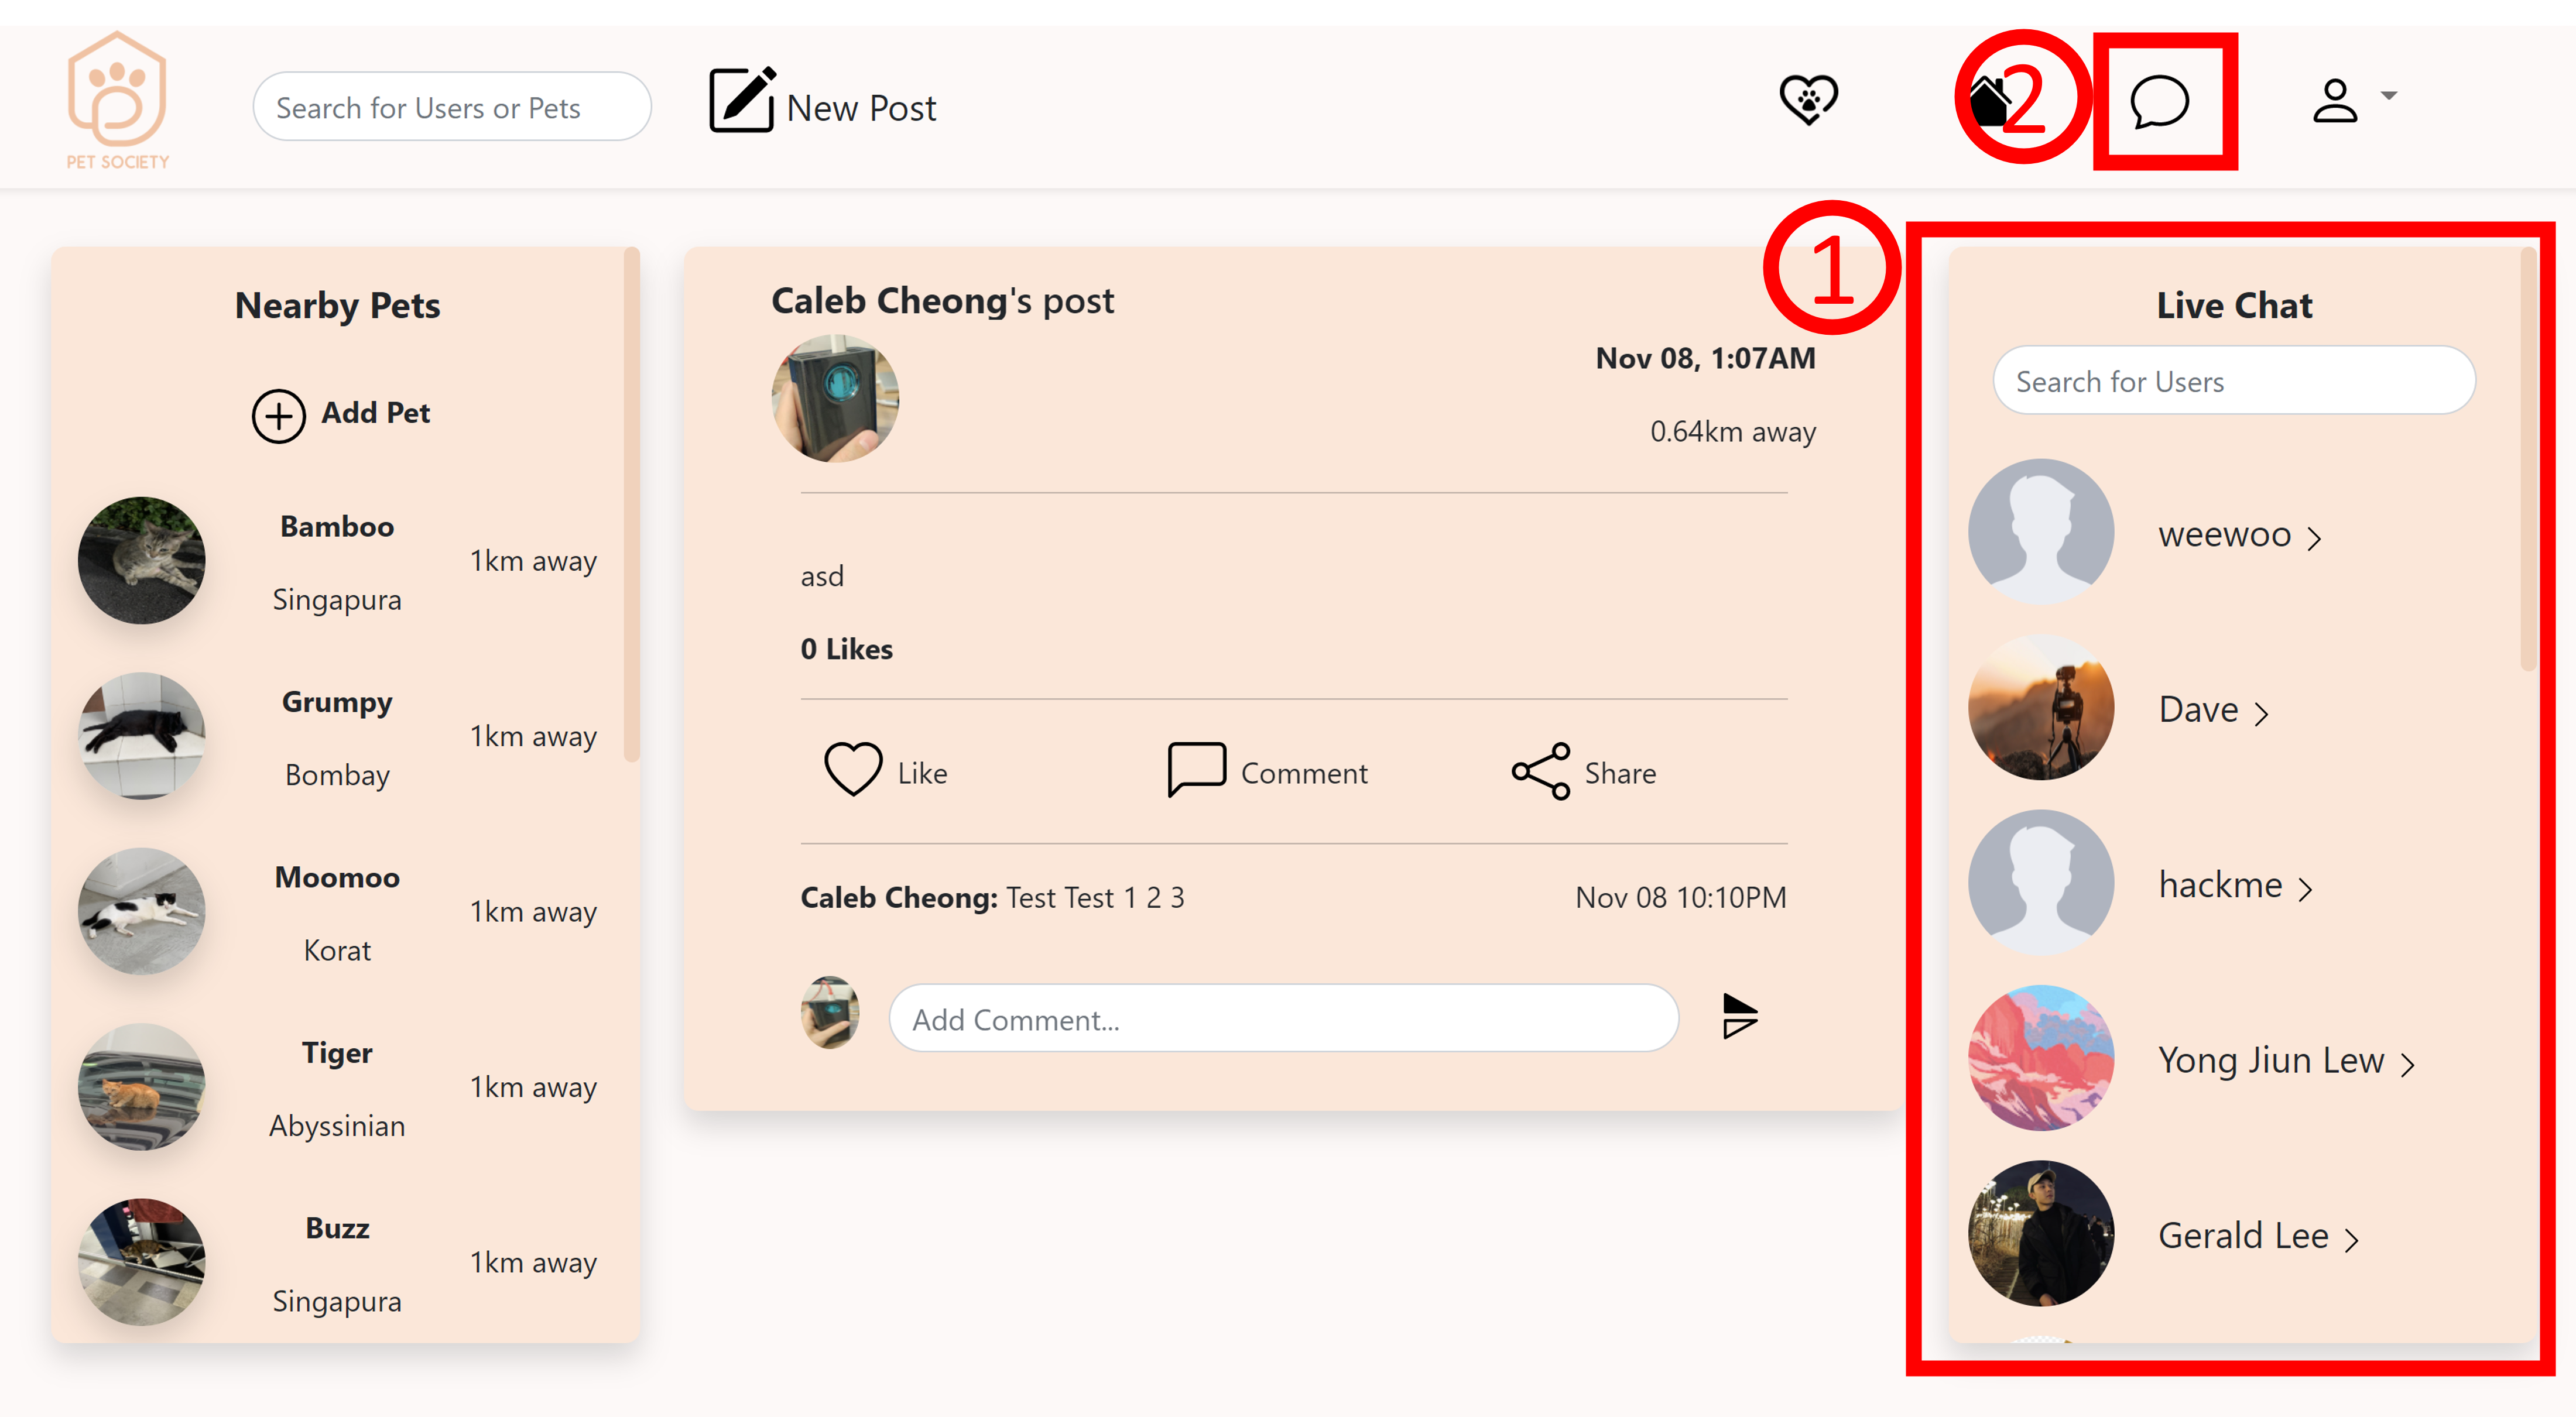 PET SOCIETY
Search for Users or Pets
New Post
2
1
Nearby Pets
Add Pet
Bamboo
Singapura
1km away
Grumpy
Bombay
1km away
Moomoo
Korat
1km away
Tiger
Abyssinian
1km away
Buzz
Singapura
1km away
Caleb Cheong's post
Nov 08, 1:07AM
0.64km away
asd
0 Likes
Like
Comment
Share
Caleb Cheong: Test Test 1 2 3
Nov 08 10:10PM
Add Comment...
Live Chat
Search for Users
weewoo
Dave
hackme
Yong Jiun Lew
Gerald Lee